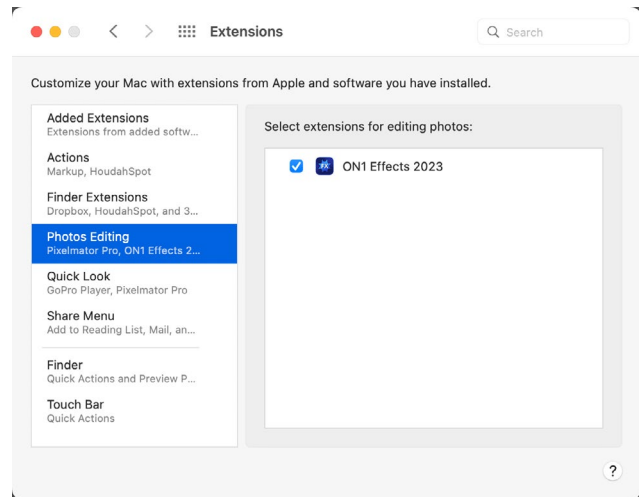 Extensions
Search
Customize your Mac with extensions from Apple and software you have installed.
Added Extensions
Extensions from added softw...
Actions
Markup, HoudahSpot
Finder Extensions
Dropbox, HoudahSpot, and 3...
Photos Editing
Pixelmator Pro, ON1 Effects 2...
Quick Look
GoPro Player, Pixelmator Pro
Share Menu
Add to Reading List, Mail, an...
Finder
Quick Actions and Preview P...
Touch Bar
Quick Actions
Select extensions for editing photos:
FX ON1 Effects 2023
?